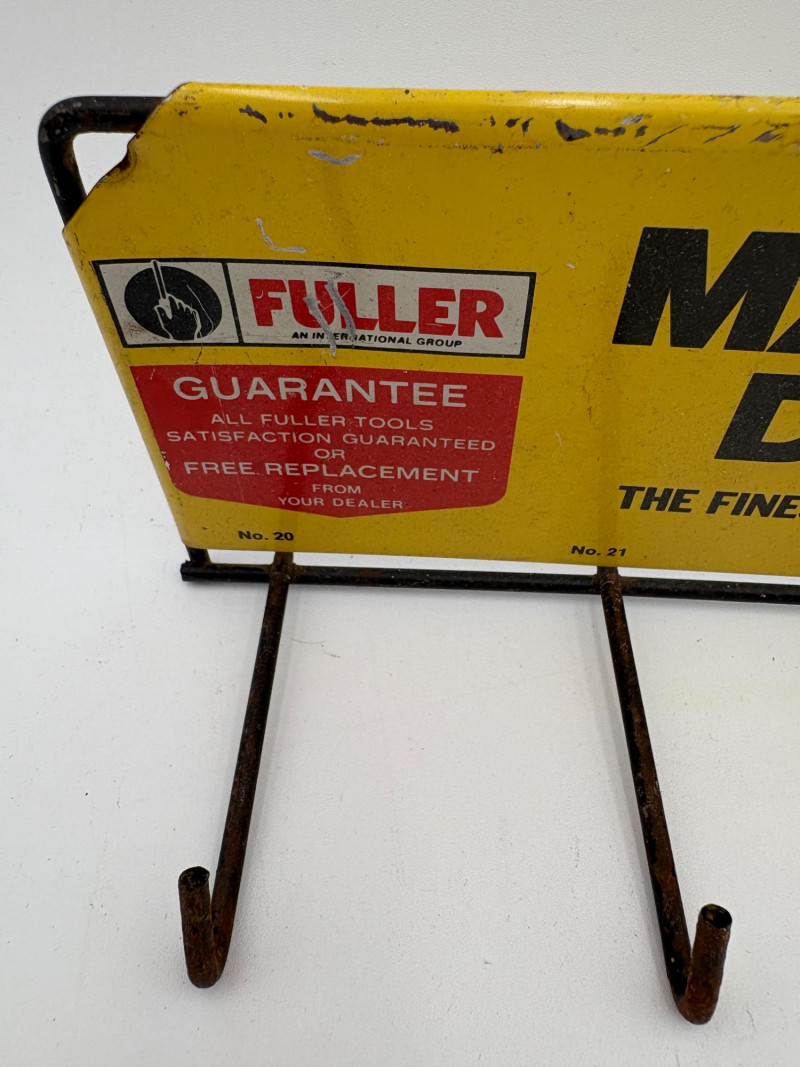 FULLER
AN INTERNATIONAL GROUP
GUARANTEE
ALL FULLER TOOLS
SATISFACTION GUARANTEED
OR
FREE REPLACEMENT
FROM
YOUR DEALER
No. 20
No. 21
THE